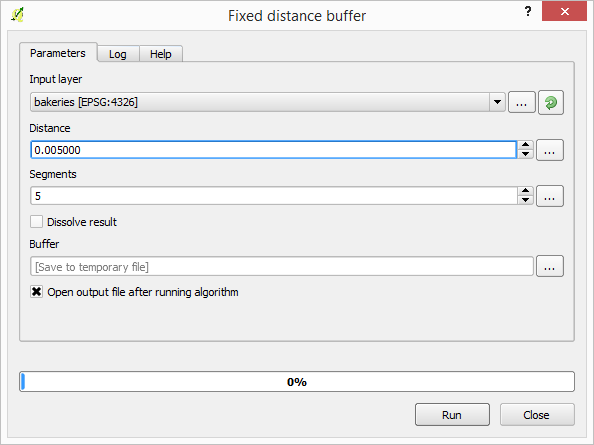 Fixed distance buffer
?
Parameters Log Help
Input layer
bakeries [EPSG:4326]
...
Distance
0.005000
...
Segments
5
...
Dissolve result
Buffer
[Save to temporary file]
...
Open output file after running algorithm
0%
Run Close